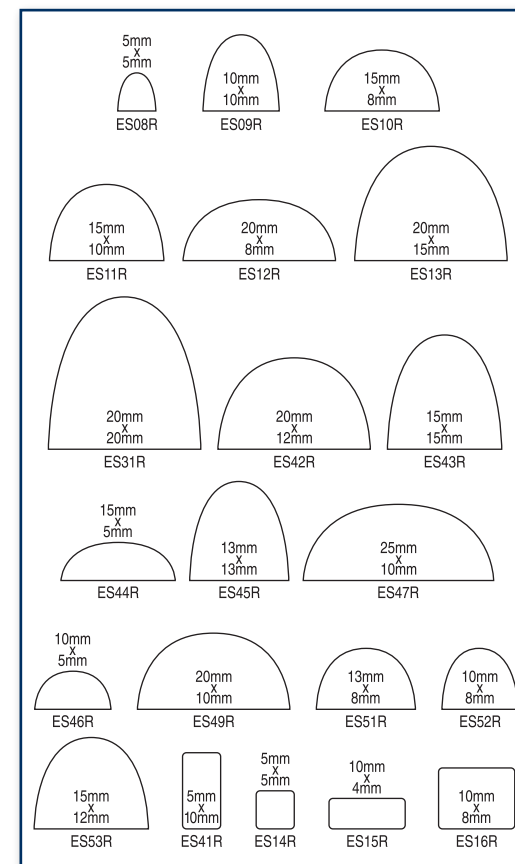 5mm
x
5mm
ES08R
10mm
x
10mm
ES09R
15mm
x
8mm
ES10R
15mm
x
10mm
ES11R
20mm
x
8mm
ES12R
20mm
x
15mm
ES13R
20mm
x
20mm
ES31R
20mm
x
12mm
ES42R
15mm
x
15mm
ES43R
15mm
x
5mm
ES44R
13mm
x
13mm
ES45R
25mm
x
10mm
ES47R
10mm
x
5mm
ES46R
20mm
x
10mm
ES49R
13mm
x
8mm
ES51R
10mm
x
8mm
ES52R
15mm
x
12mm
ES53R
5mm
x
10mm
ES41R
5mm
x
5mm
ES14R
10mm
x
4mm
ES15R
10mm
x
8mm
ES16R